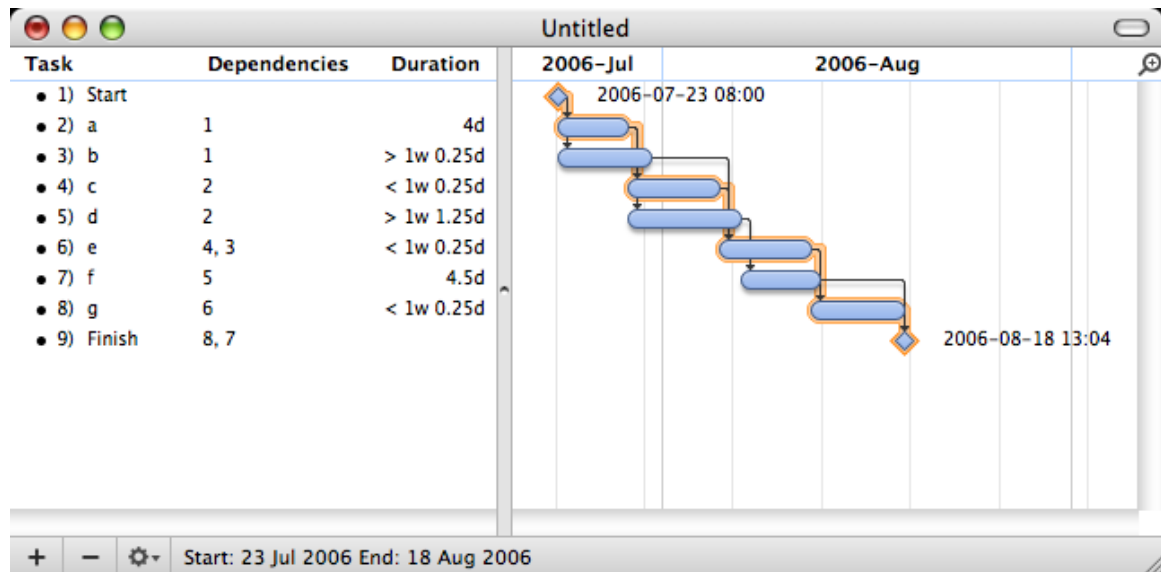 Untitled
Task Dependencies Duration 2006-Jul 2006-Aug
1) Start 2006-07-23 08:00
2) a 1 4d
3) b 1 > 1w 0.25d
4) c 2 < 1w 0.25d
5) d 2 > 1w 1.25d
6) e 4, 3 < 1w 0.25d
7) f 5 4.5d
8) g 6 < 1w 0.25d
9) Finish 8, 7 2006-08-18 13:04
Start: 23 Jul 2006 End: 18 Aug 2006